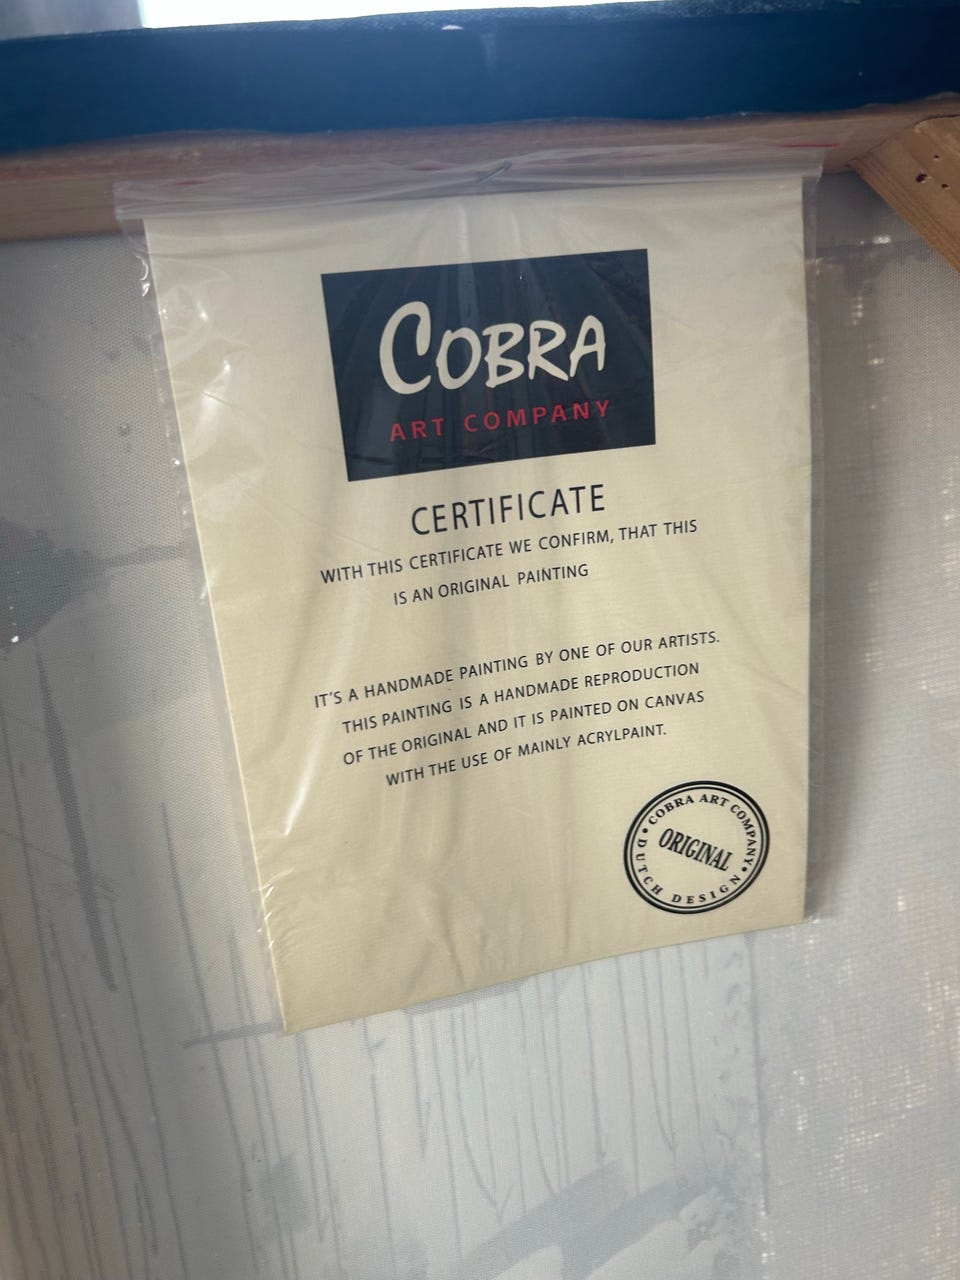 COBRA
ART COMPANY
CERTIFICATE
WITH THIS CERTIFICATE WE CONFIRM, THAT THIS
IS AN ORIGINAL PAINTING
IT'S A HANDMADE PAINTING BY ONE OF OUR ARTISTS.
THIS PAINTING IS A HANDMADE REPRODUCTION
OF THE ORIGINAL AND IT IS PAINTED ON CANVAS
WITH THE USE OF MAINLY ACRYLPAINT.
• COBRA ART COMPANY •
ORIGINAL
DUTCH DESIGN